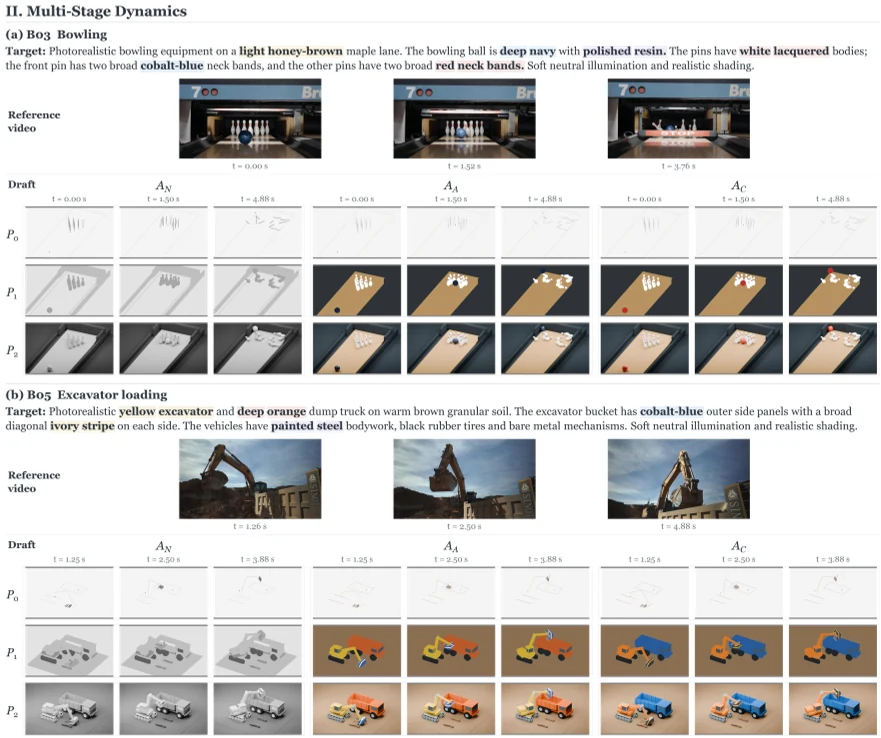 II. Multi-Stage Dynamics
(a) B03 Bowling
Target: Photorealistic bowling equipment on a light honey-brown maple lane. The bowling ball is deep navy with polished resin. The pins have white lacquered bodies;
the front pin has two broad cobalt-blue neck bands, and the other pins have two broad red neck bands. Soft neutral illumination and realistic shading.
Reference
video
7 Br
7 Br
7 Br
STOP
t = 0.00 s t = 1.52 s t = 3.76 s
Draft A_N A_A A_C
t = 0.00 s t = 1.50 s t = 4.88 s t = 0.00 s t = 1.50 s t = 4.88 s t = 0.00 s t = 1.50 s t = 4.88 s
P_0
P_1
P_2
(b) B05 Excavator loading
Target: Photorealistic yellow excavator and deep orange dump truck on warm brown granular soil. The excavator bucket has cobalt-blue outer side panels with a broad
diagonal ivory stripe on each side. The vehicles have painted steel bodywork, black rubber tires and bare metal mechanisms. Soft neutral illumination and realistic shading.
Reference
video
t = 1.26 s t = 2.50 s t = 4.88 s
Draft A_N A_A A_C
t = 1.25 s t = 2.50 s t = 3.88 s t = 1.25 s t = 2.50 s t = 3.88 s t = 1.25 s t = 2.50 s t = 3.88 s
P_0
P_1
P_2